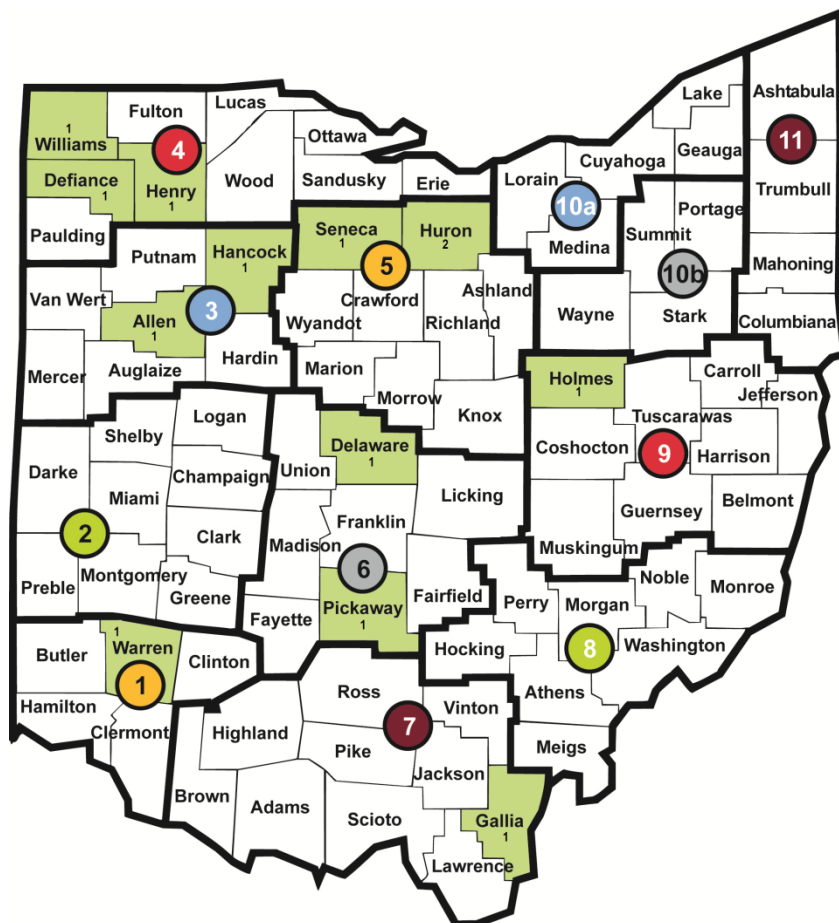 Ashtabula
Lake
11
Geauga
Trumbull
Cuyahoga
Lorain
10a
Medina
Portage
Summit
10b
Mahoning
Wayne
Stark
Columbiana
1
Williams
Fulton
Lucas
4
Defiance
1
Henry
1
Wood
Ottawa
Sandusky
Erie
Paulding
Putnam
Hancock
1
Seneca
1
Huron
2
5
Van Wert
Allen
1
3
Crawford
Wyandot
Richland
Ashland
Mercer
Auglaize
Hardin
Marion
Morrow
Knox
Holmes
1
Carroll
Jefferson
Tuscarawas
Coshocton
9
Harrison
Guernsey
Belmont
Muskingum
Logan
Shelby
Darke
Champaign
Miami
2
Clark
Preble
Montgomery
Greene
Delaware
1
Union
Licking
Franklin
Madison
6
Pickaway
1
Fairfield
Fayette
Perry
Morgan
Noble
Monroe
Hocking
8
Washington
Athens
Meigs
1
Warren
Butler
Clinton
1
Hamilton
Clermont
Ross
Vinton
7
Highland
Pike
Jackson
Brown
Adams
Scioto
Gallia
1
Lawrence